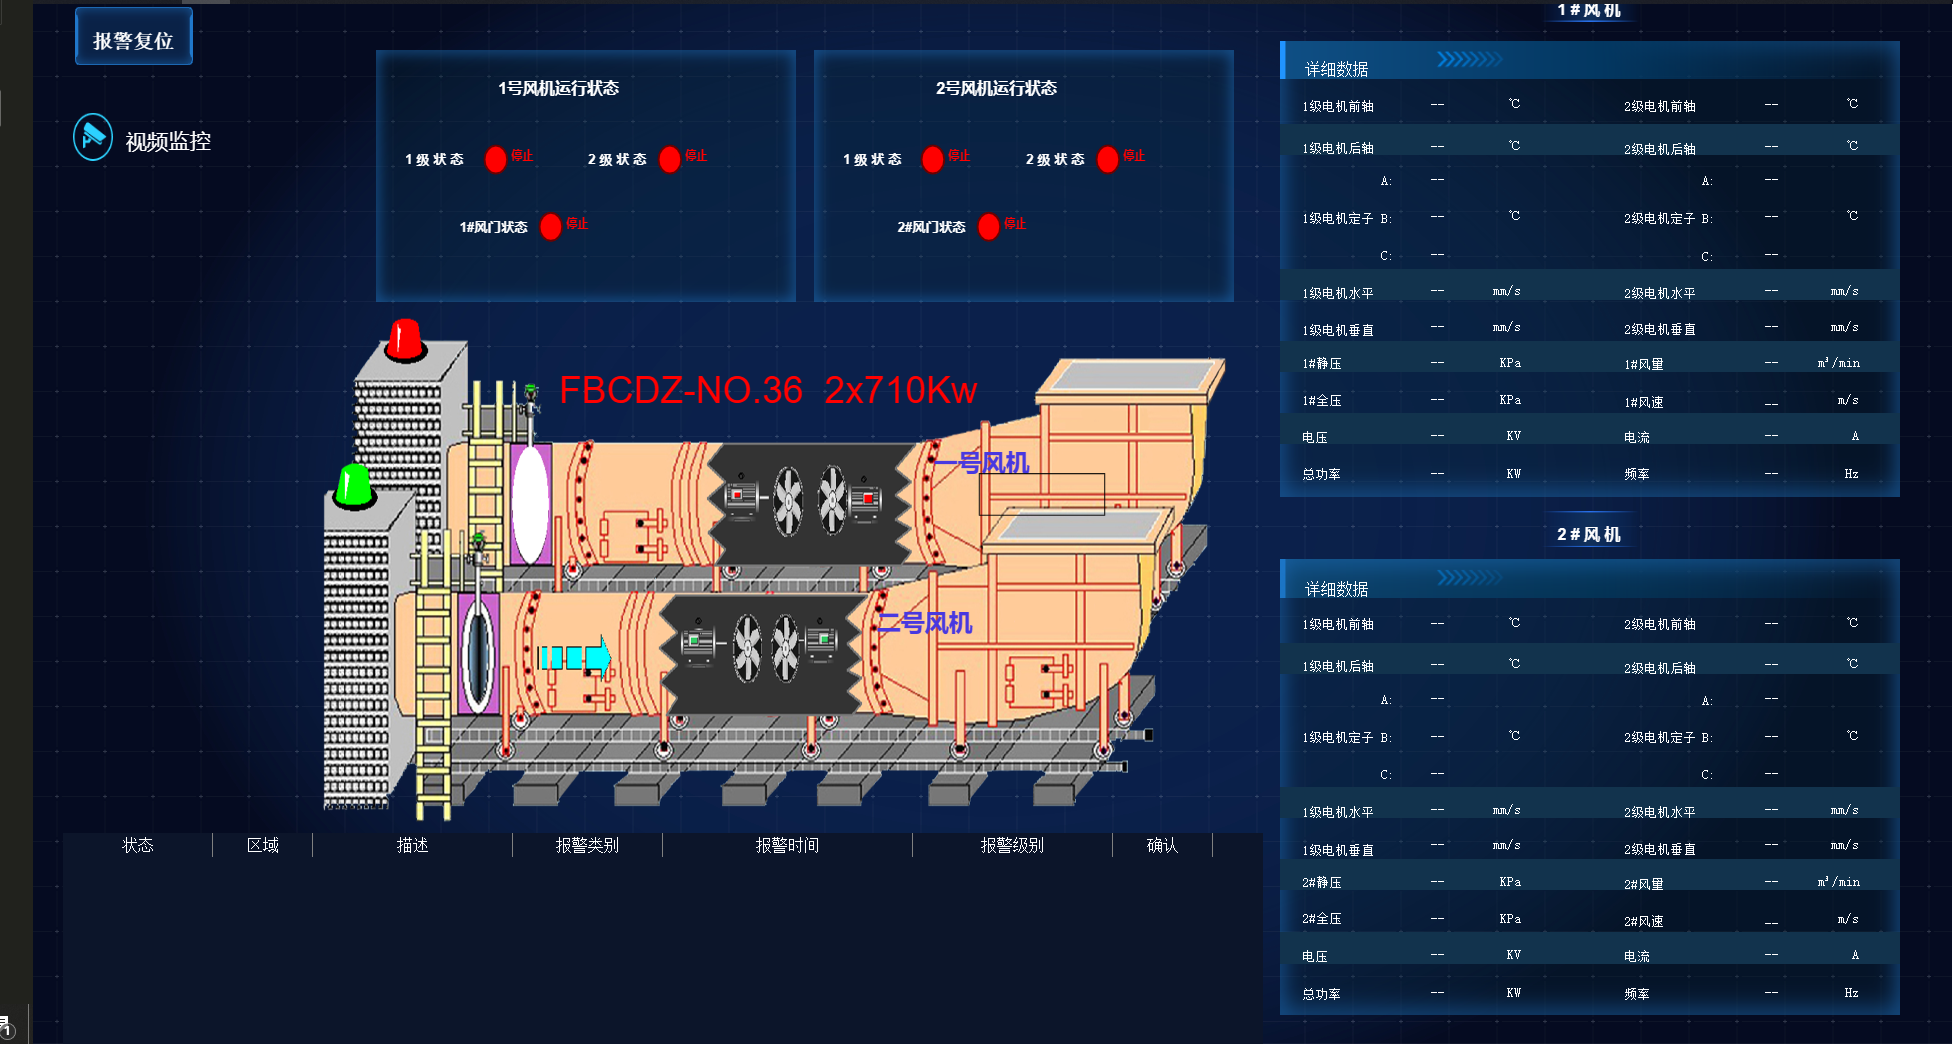 报警复位
视频监控
1号风机运行状态
1级状态 停止 2级状态 停止
1#风门状态 停止
2号风机运行状态
1级状态 停止 2级状态 停止
2#风门状态 停止
FBCDZ-NO.36 2x710Kw
一号风机
二号风机
状态 区域 描述 报警类别 报警时间 报警级别 确认
1#风机
详细数据
1级电机前轴 -- ℃ 2级电机前轴 -- ℃
1级电机后轴 -- ℃ 2级电机后轴 -- ℃
A: -- A: --
1级电机定子 B: -- ℃ 2级电机定子 B: -- ℃
C: -- C: --
1级电机水平 -- mm/s 2级电机水平 -- mm/s
1级电机垂直 -- mm/s 2级电机垂直 -- mm/s
1#静压 -- KPa 1#风量 -- m³/min
1#全压 -- KPa 1#风速 -- m/s
电压 -- KV 电流 -- A
总功率 -- KW 频率 -- Hz
2#风机
详细数据
1级电机前轴 -- ℃ 2级电机前轴 -- ℃
1级电机后轴 -- ℃ 2级电机后轴 -- ℃
A: -- A: --
1级电机定子 B: -- ℃ 2级电机定子 B: -- ℃
C: -- C: --
1级电机水平 -- mm/s 2级电机水平 -- mm/s
1级电机垂直 -- mm/s 2级电机垂直 -- mm/s
2#静压 -- KPa 2#风量 -- m³/min
2#全压 -- KPa 2#风速 -- m/s
电压 -- KV 电流 -- A
总功率 -- KW 频率 -- Hz
1